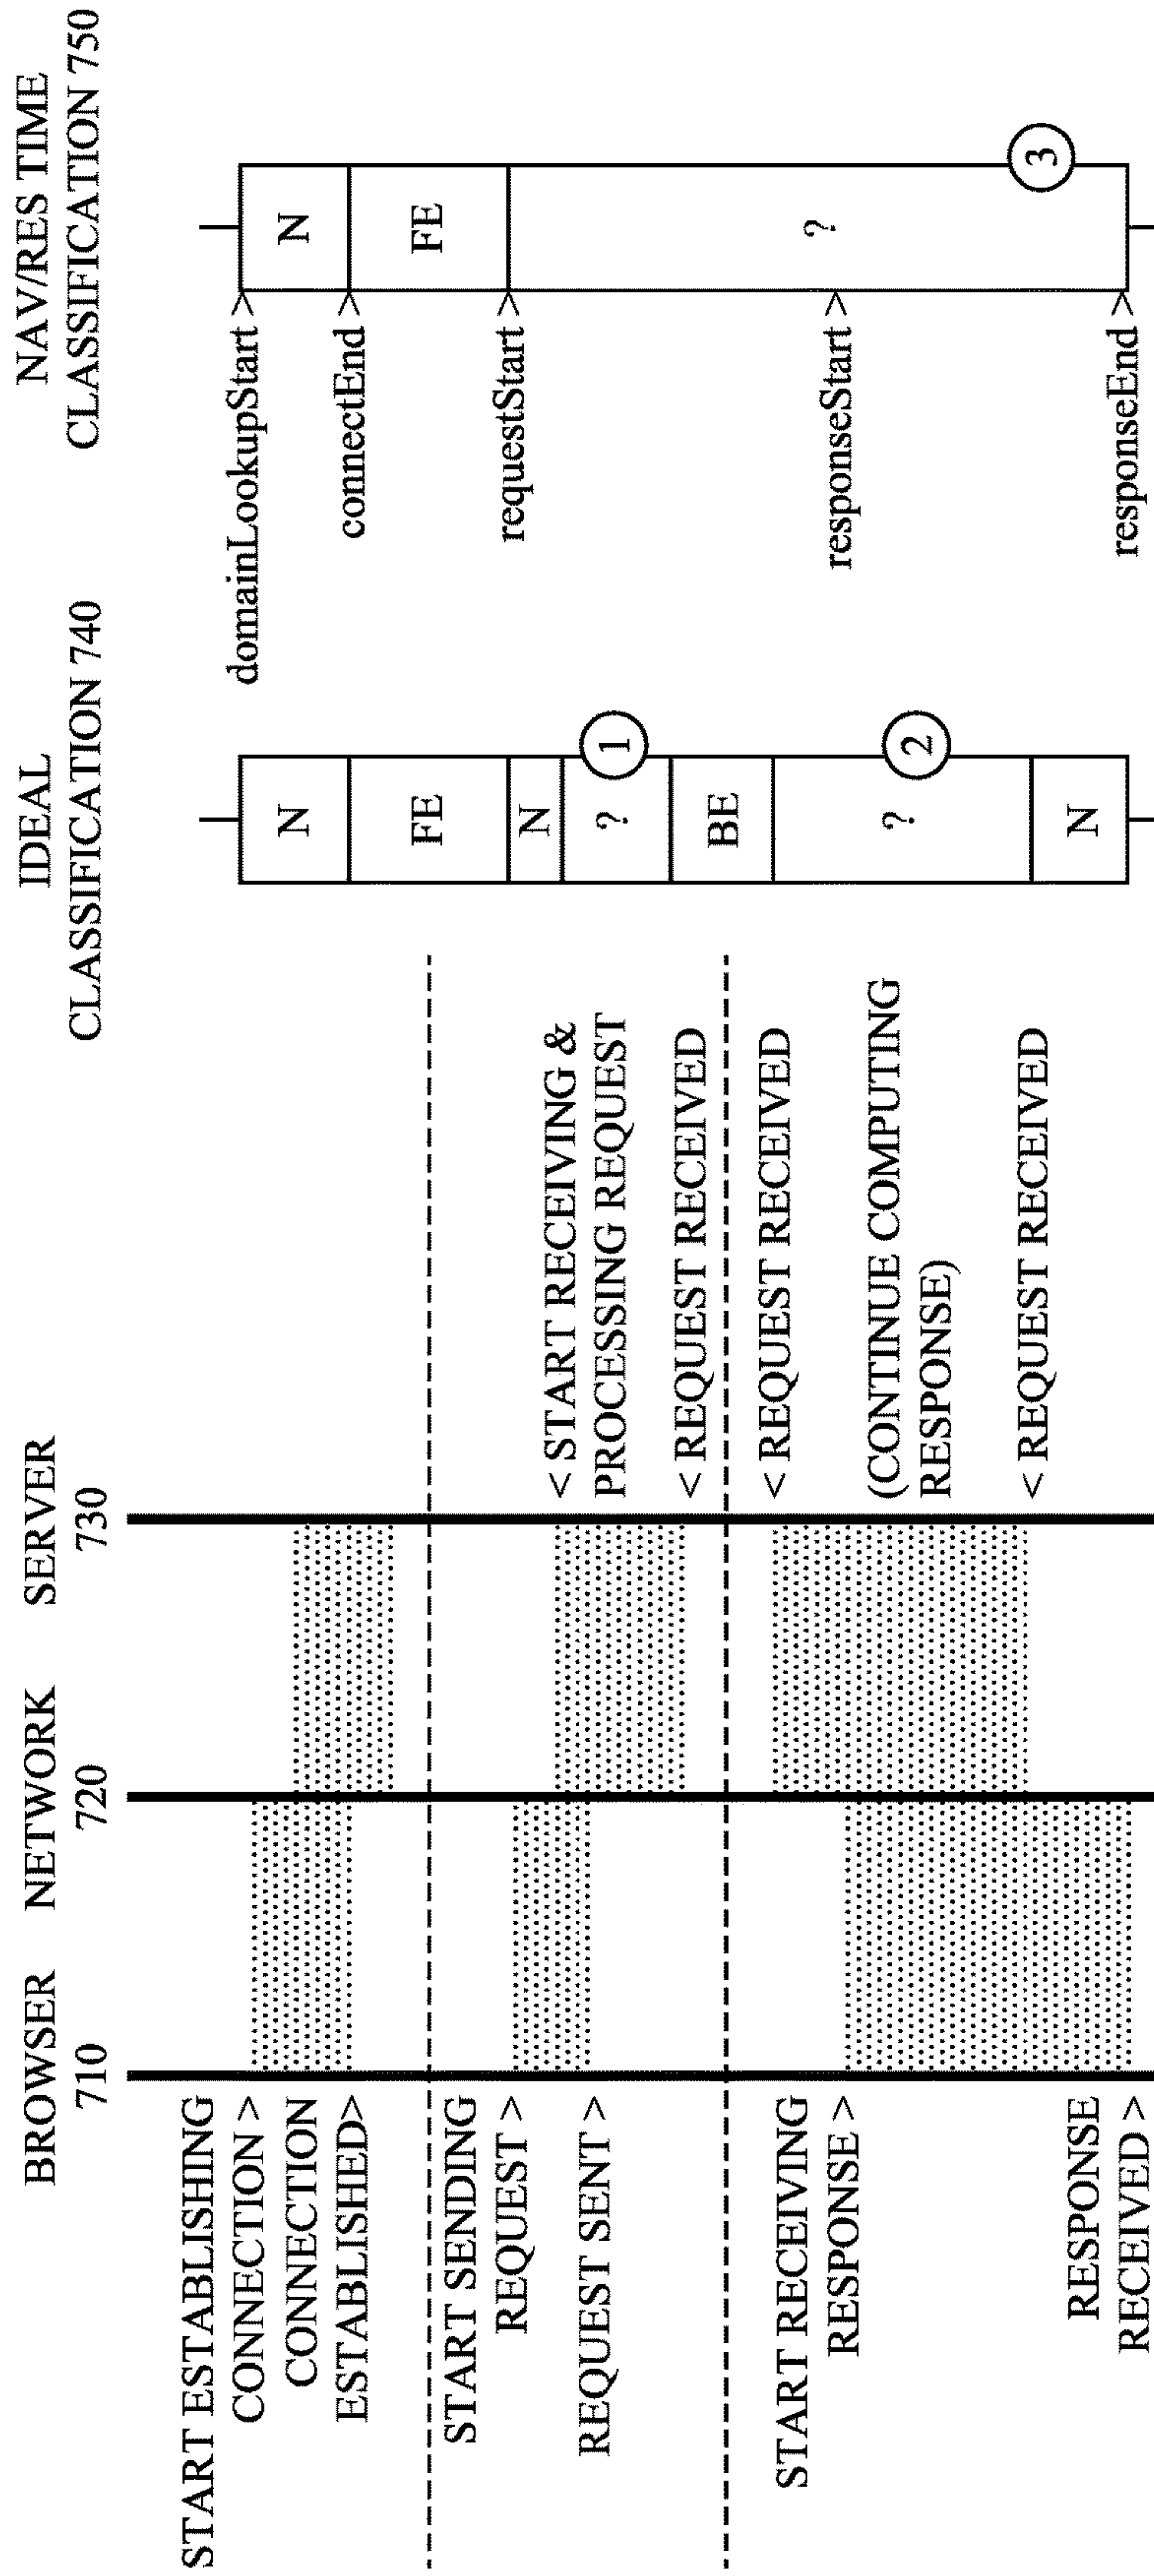 BROWSER
710
NETWORK
720
SERVER
730
IDEAL
CLASSIFICATION 740
NAV/RES TIME
CLASSIFICATION 750
START ESTABLISHING
CONNECTION >
CONNECTION
ESTABLISHED>
START SENDING
REQUEST >
REQUEST SENT >
START RECEIVING
RESPONSE >
RESPONSE
RECEIVED >
< START RECEIVING &
PROCESSING REQUEST
< REQUEST RECEIVED
< REQUEST RECEIVED
(CONTINUE COMPUTING
RESPONSE)
< REQUEST RECEIVED
N
FE
N
?
1
BE
?
2
N
domainLookupStart >
connectEnd >
requestStart >
responseStart >
responseEnd >
N
FE
?
3